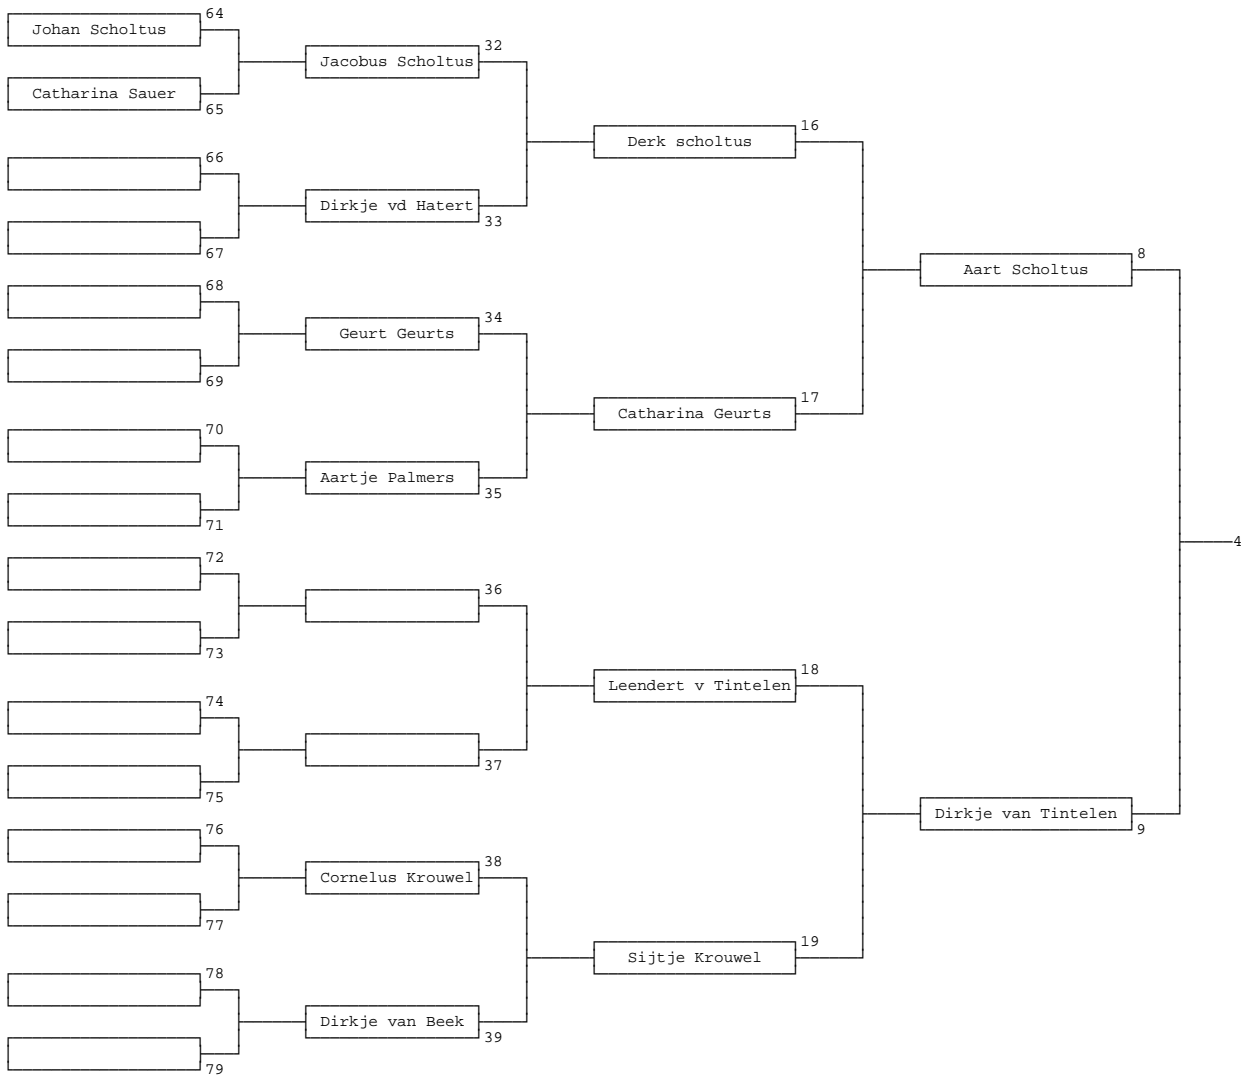 64
Johan Scholtus
32
Jacobus Scholtus
Catharina Sauer
65
16
Derk scholtus
66
Dirkje vd Hatert
33
67
8
Aart Scholtus
68
34
Geurt Geurts
69
17
Catharina Geurts
70
Aartje Palmers
35
71
4
72
36
73
18
Leendert v Tintelen
74
37
75
Dirkje van Tintelen
9
76
38
Cornelus Krouwel
77
19
Sijtje Krouwel
78
Dirkje van Beek
39
79